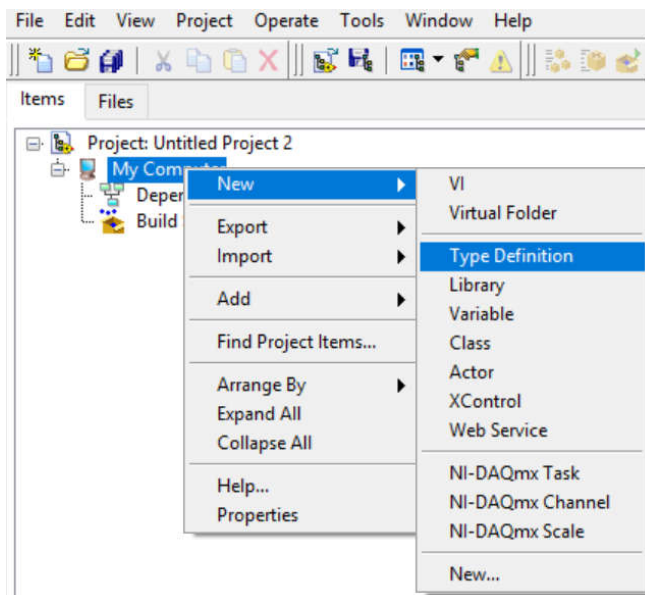 File Edit View Project Operate Tools Window Help
Items Files
Project: Untitled Project 2
My Computer
New
Export
Import
Add
Find Project Items...
Arrange By
Expand All
Collapse All
Help...
Properties
VI
Virtual Folder
Type Definition
Library
Variable
Class
Actor
XControl
Web Service
NI-DAQmx Task
NI-DAQmx Channel
NI-DAQmx Scale
New...
Depen
Build